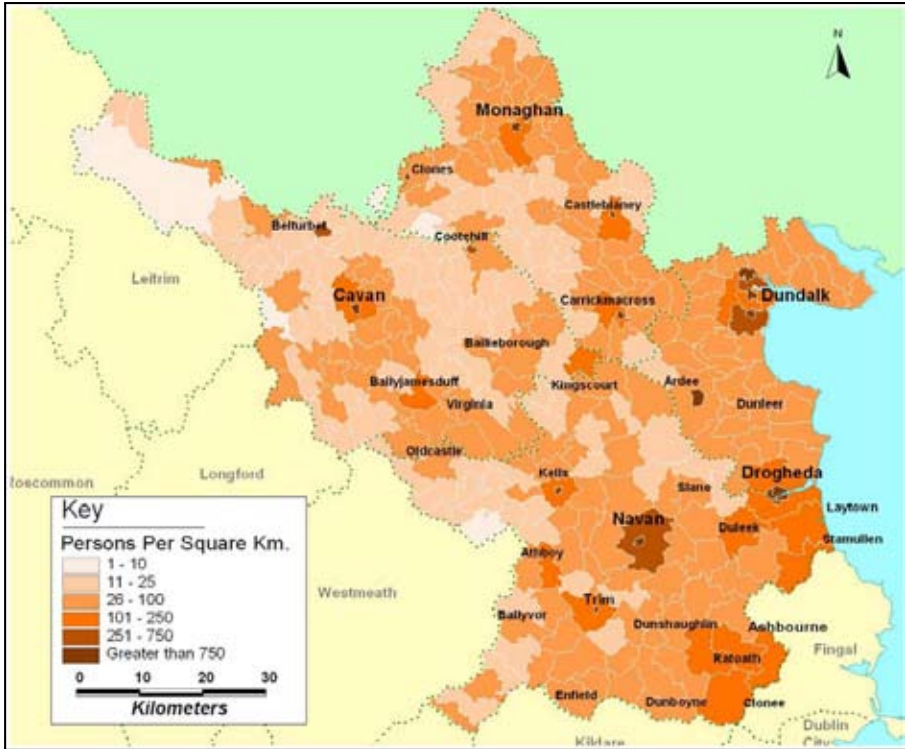 N
Monaghan
Clones
Castleblaney
Belturbet
Cootehill
Leitrim
Cavan
Carrickmacross
Dundalk
Bailieborough
Ballyjamesduff
Kingscourt
Ardee
Virginia
Dunleer
Oldcastle
Longford
Roscommon
Kells
Drogheda
Slane
Laytown
Navan
Duleek
Stamullen
Athboy
Westmeath
Trim
Ballyvor
Dunshaughlin
Ashbourne
Fingal
Ratoath
Enfield
Dunboyne
Clonee
Dublin
City
Kildare
Key
Persons Per Square Km.
1 - 10
11 - 25
26 - 100
101 - 250
251 - 750
Greater than 750
0 10 20 30
Kilometers